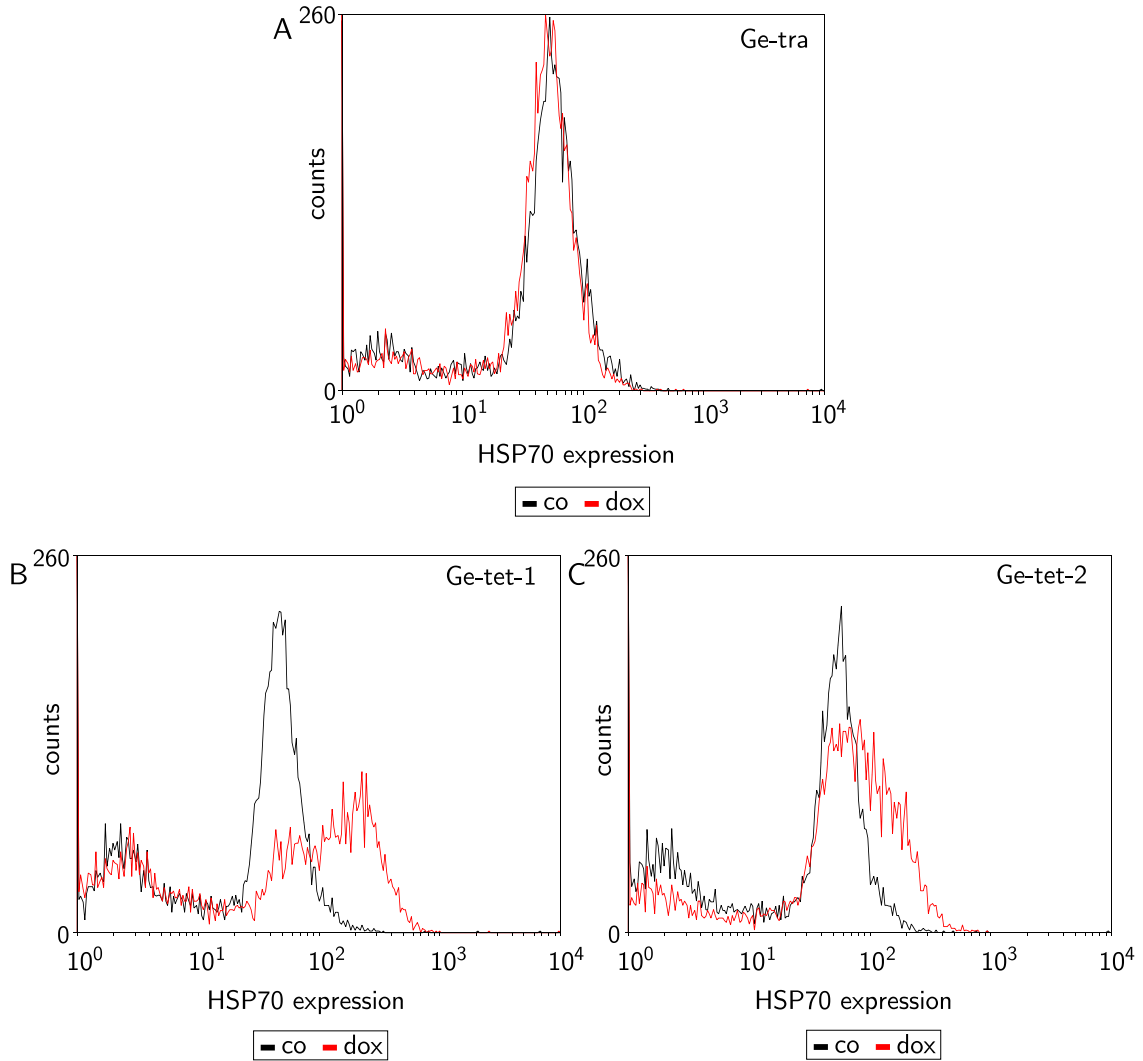 A
260
Ge-tra
counts
0
10^0 10^1 10^2 10^3 10^4
HSP70 expression
co dox
B
260
Ge-tet-1
counts
0
10^0 10^1 10^2 10^3 10^4
HSP70 expression
co dox
C
260
Ge-tet-2
counts
0
10^0 10^1 10^2 10^3 10^4
HSP70 expression
co dox